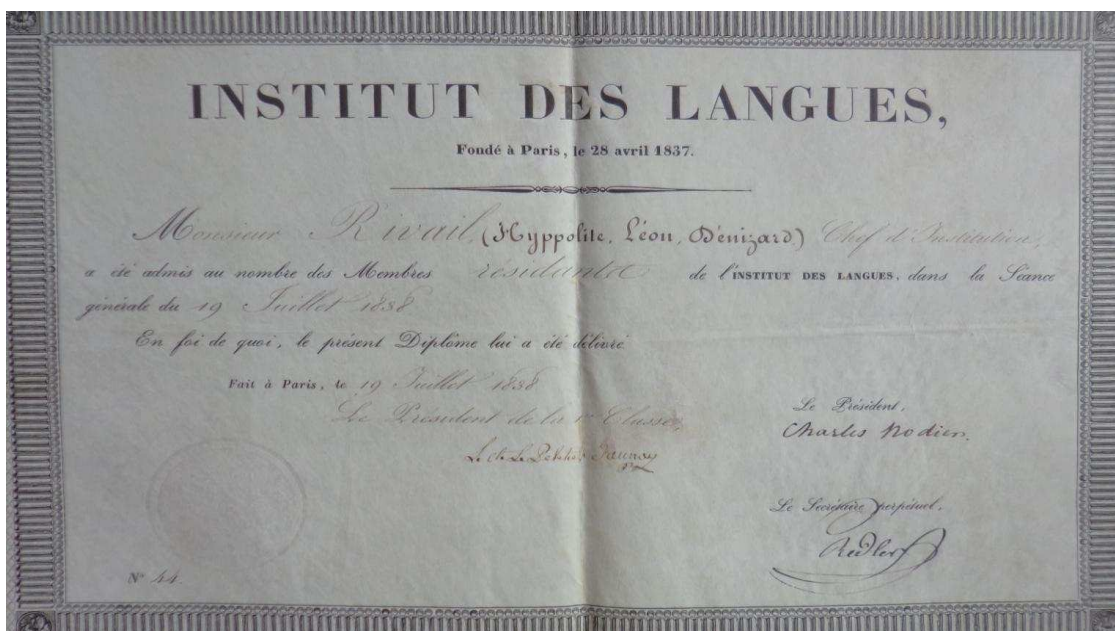 INSTITUT DES LANGUES,
Fondé à Paris, le 28 avril 1837.
Monsieur Rivail, (Hyppolite, Léon, Dénizard) Chef d'Institution,
a été admis au nombre des Membres résidants de l'INSTITUT DES LANGUES, dans la Séance
générale du 19 Juillet 1838
En foi de quoi, le présent Diplôme lui a été délivré
Fait à Paris, le 19 Juillet 1838
Le Président de la 1re Classe,
Le Président,
Charles Nodier.
Le Secrétaire perpétuel,
N° 44.